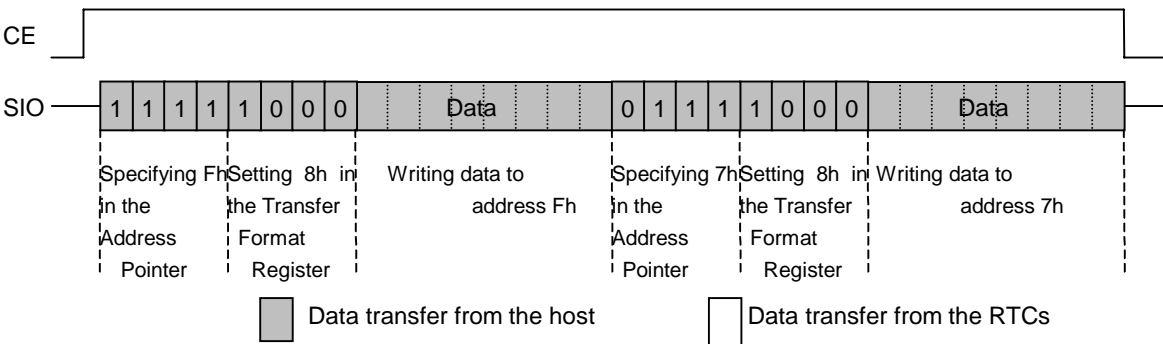 CE
SIO 1 1 1 1 1 0 0 0 Data 0 1 1 1 1 0 0 0 Data
Specifying Fh Setting 8h in Writing data to Specifying 7h Setting 8h in Writing data to
in the the Transfer address Fh in the the Transfer address 7h
Address Format Address Format
Pointer Register Pointer Register
Data transfer from the host Data transfer from the RTCs